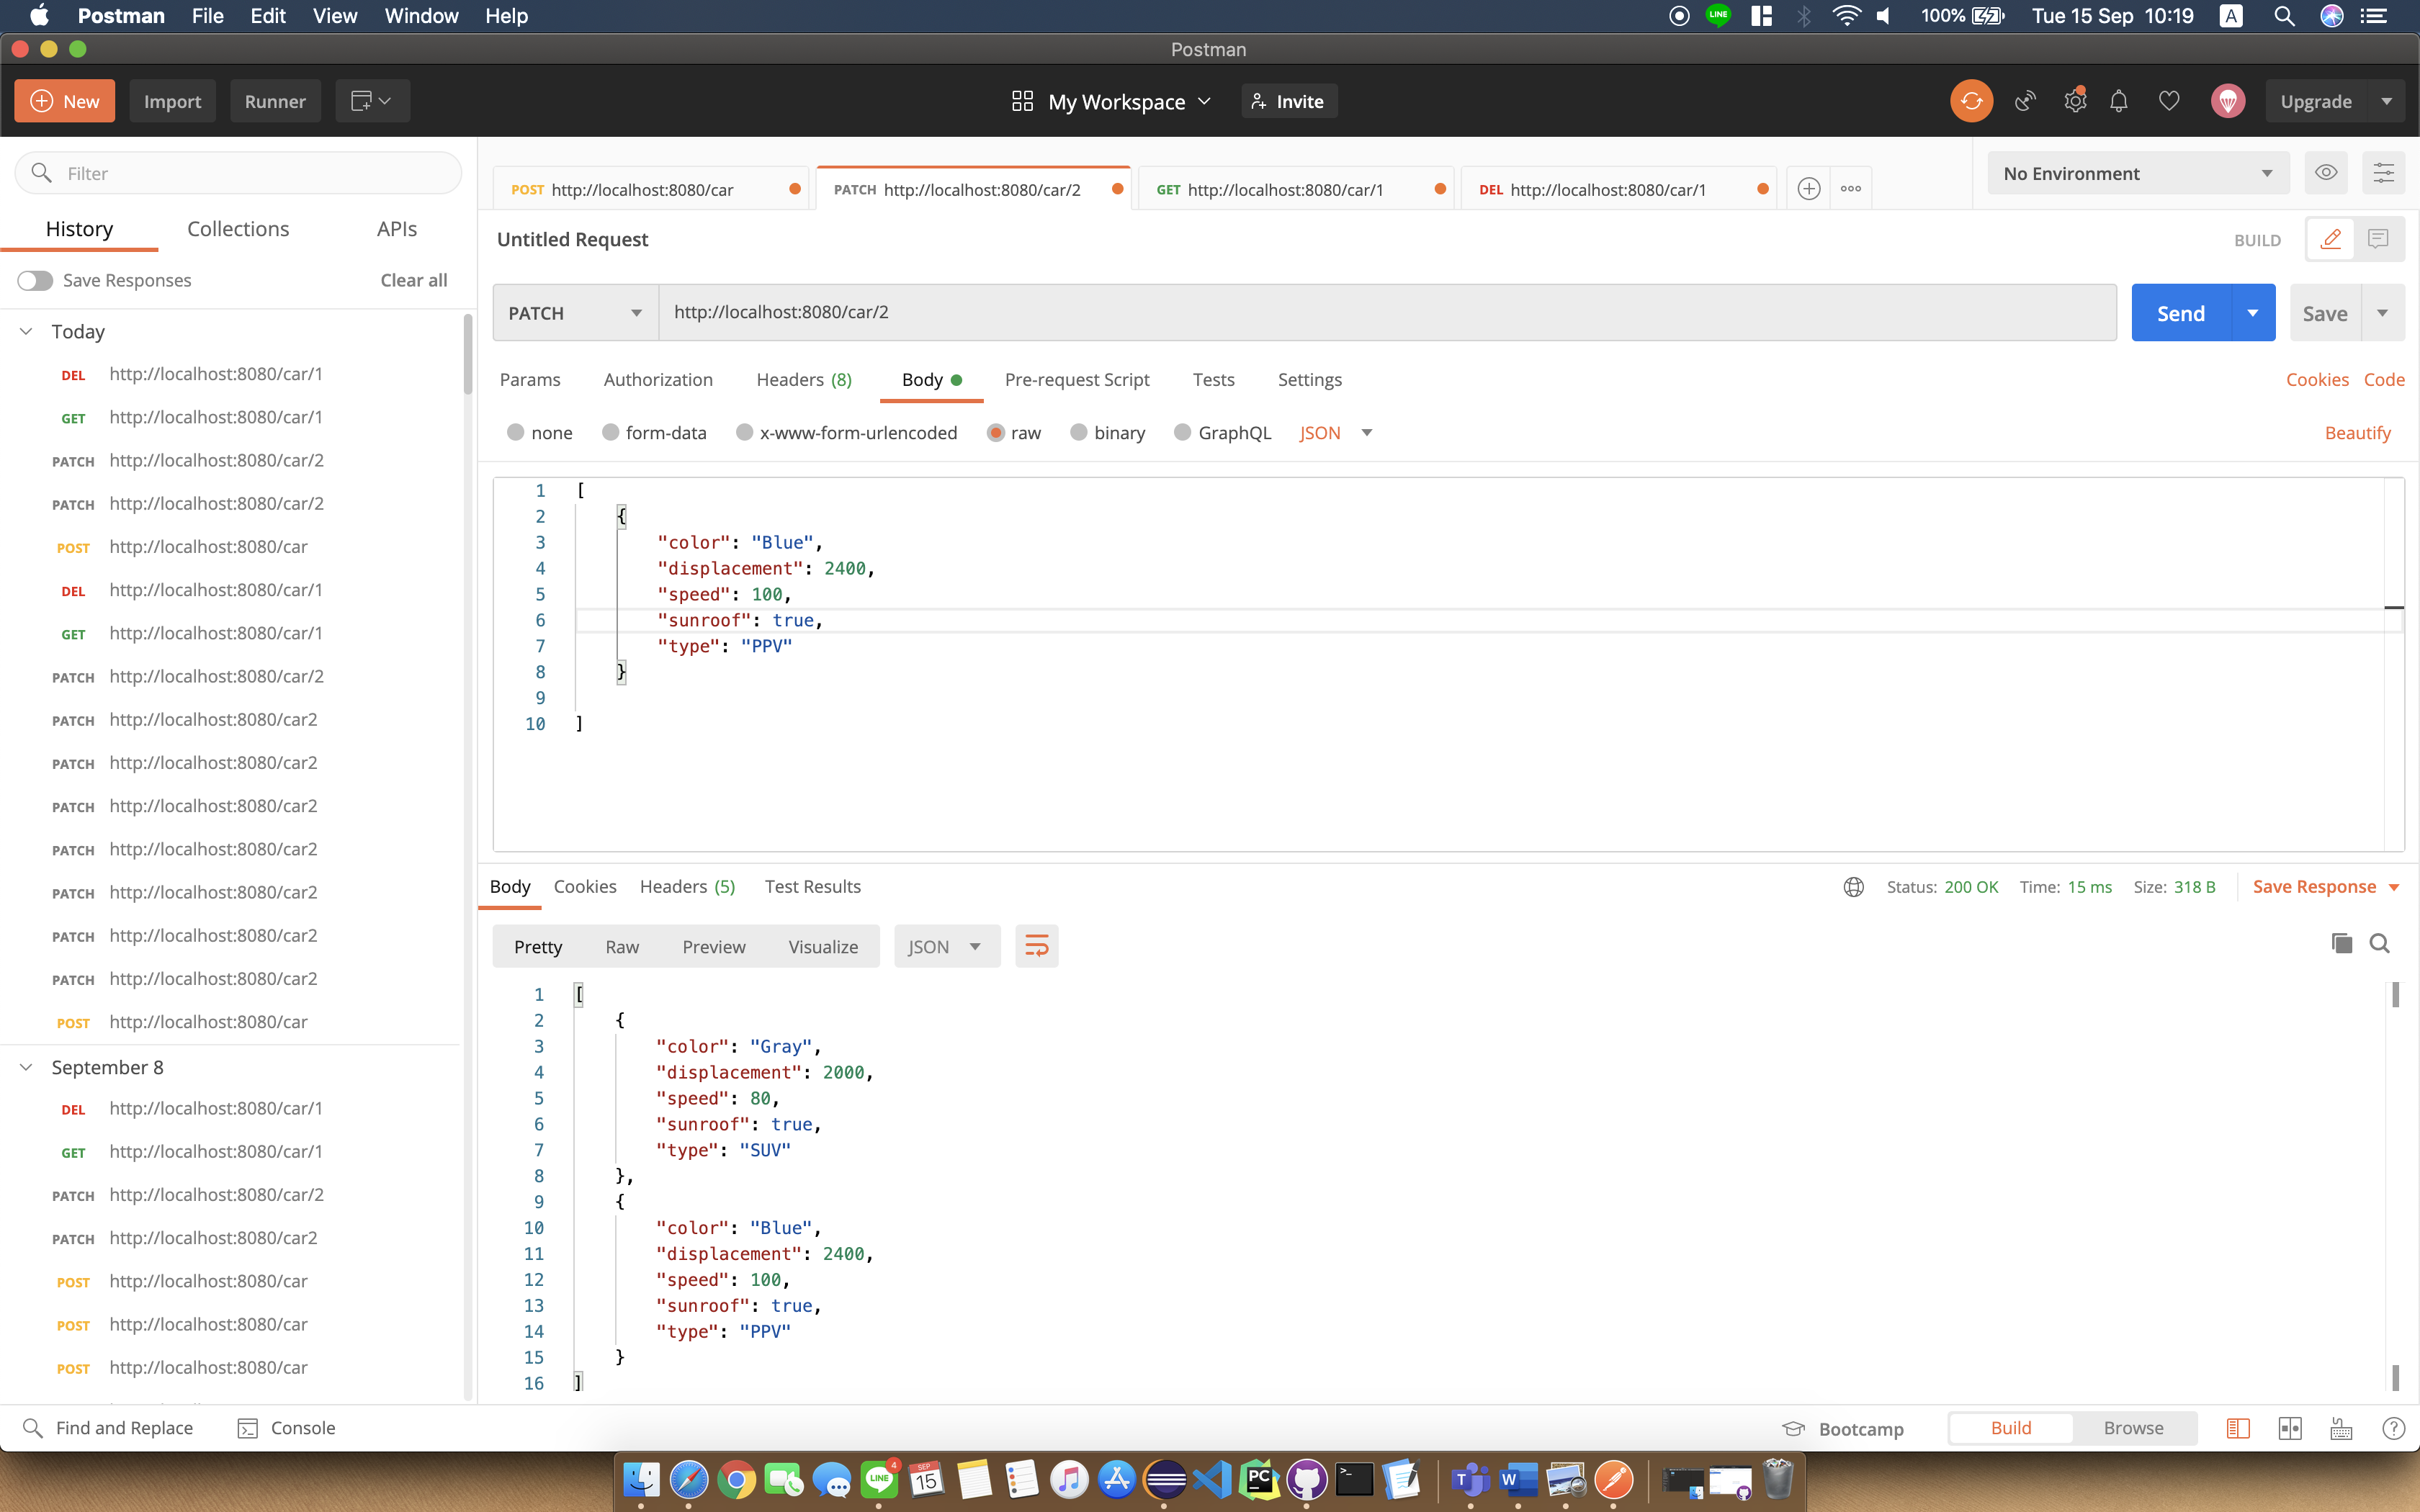 Postman File Edit View Window Help
LINE 100% Tue 15 Sep 10:19 A
Postman
New Import Runner My Workspace Invite Upgrade
Filter
History Collections APIs
Save Responses Clear all
Today
DEL http://localhost:8080/car/1
GET http://localhost:8080/car/1
PATCH http://localhost:8080/car/2
PATCH http://localhost:8080/car/2
POST http://localhost:8080/car
DEL http://localhost:8080/car/1
GET http://localhost:8080/car/1
PATCH http://localhost:8080/car/2
PATCH http://localhost:8080/car2
PATCH http://localhost:8080/car2
PATCH http://localhost:8080/car2
PATCH http://localhost:8080/car2
PATCH http://localhost:8080/car2
PATCH http://localhost:8080/car2
PATCH http://localhost:8080/car2
POST http://localhost:8080/car
September 8
DEL http://localhost:8080/car/1
GET http://localhost:8080/car/1
PATCH http://localhost:8080/car/2
PATCH http://localhost:8080/car2
POST http://localhost:8080/car
POST http://localhost:8080/car
POST http://localhost:8080/car
POST http://localhost:8080/car PATCH http://localhost:8080/car/2 GET http://localhost:8080/car/1 DEL http://localhost:8080/car/1
No Environment
Untitled Request BUILD
PATCH http://localhost:8080/car/2 Send Save
Params Authorization Headers (8) Body Pre-request Script Tests Settings Cookies Code
none form-data x-www-form-urlencoded raw binary GraphQL JSON Beautify
1 [
2 {
3 "color": "Blue",
4 "displacement": 2400,
5 "speed": 100,
6 "sunroof": true,
7 "type": "PPV"
8 }
9
10 ]
Body Cookies Headers (5) Test Results Status: 200 OK Time: 15 ms Size: 318 B Save Response
Pretty Raw Preview Visualize JSON
1 [
2 {
3 "color": "Gray",
4 "displacement": 2000,
5 "speed": 80,
6 "sunroof": true,
7 "type": "SUV"
8 },
9 {
10 "color": "Blue",
11 "displacement": 2400,
12 "speed": 100,
13 "sunroof": true,
14 "type": "PPV"
15 }
16 ]
Find and Replace Console Bootcamp Build Browse
LINE 4 SEP 15 PC T W